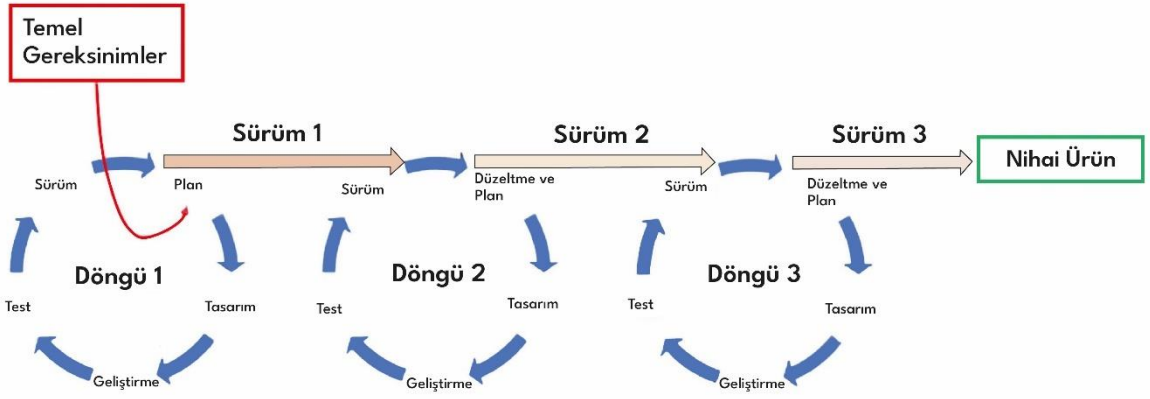 Temel
Gereksinimler
Sürüm 1
Sürüm 2
Sürüm 3
Nihai Ürün
Sürüm
Plan
Sürüm
Düzeltme ve
Plan
Sürüm
Düzeltme ve
Plan
Döngü 1
Döngü 2
Döngü 3
Test
Tasarım
Test
Tasarım
Test
Tasarım
Geliştirme
Geliştirme
Geliştirme